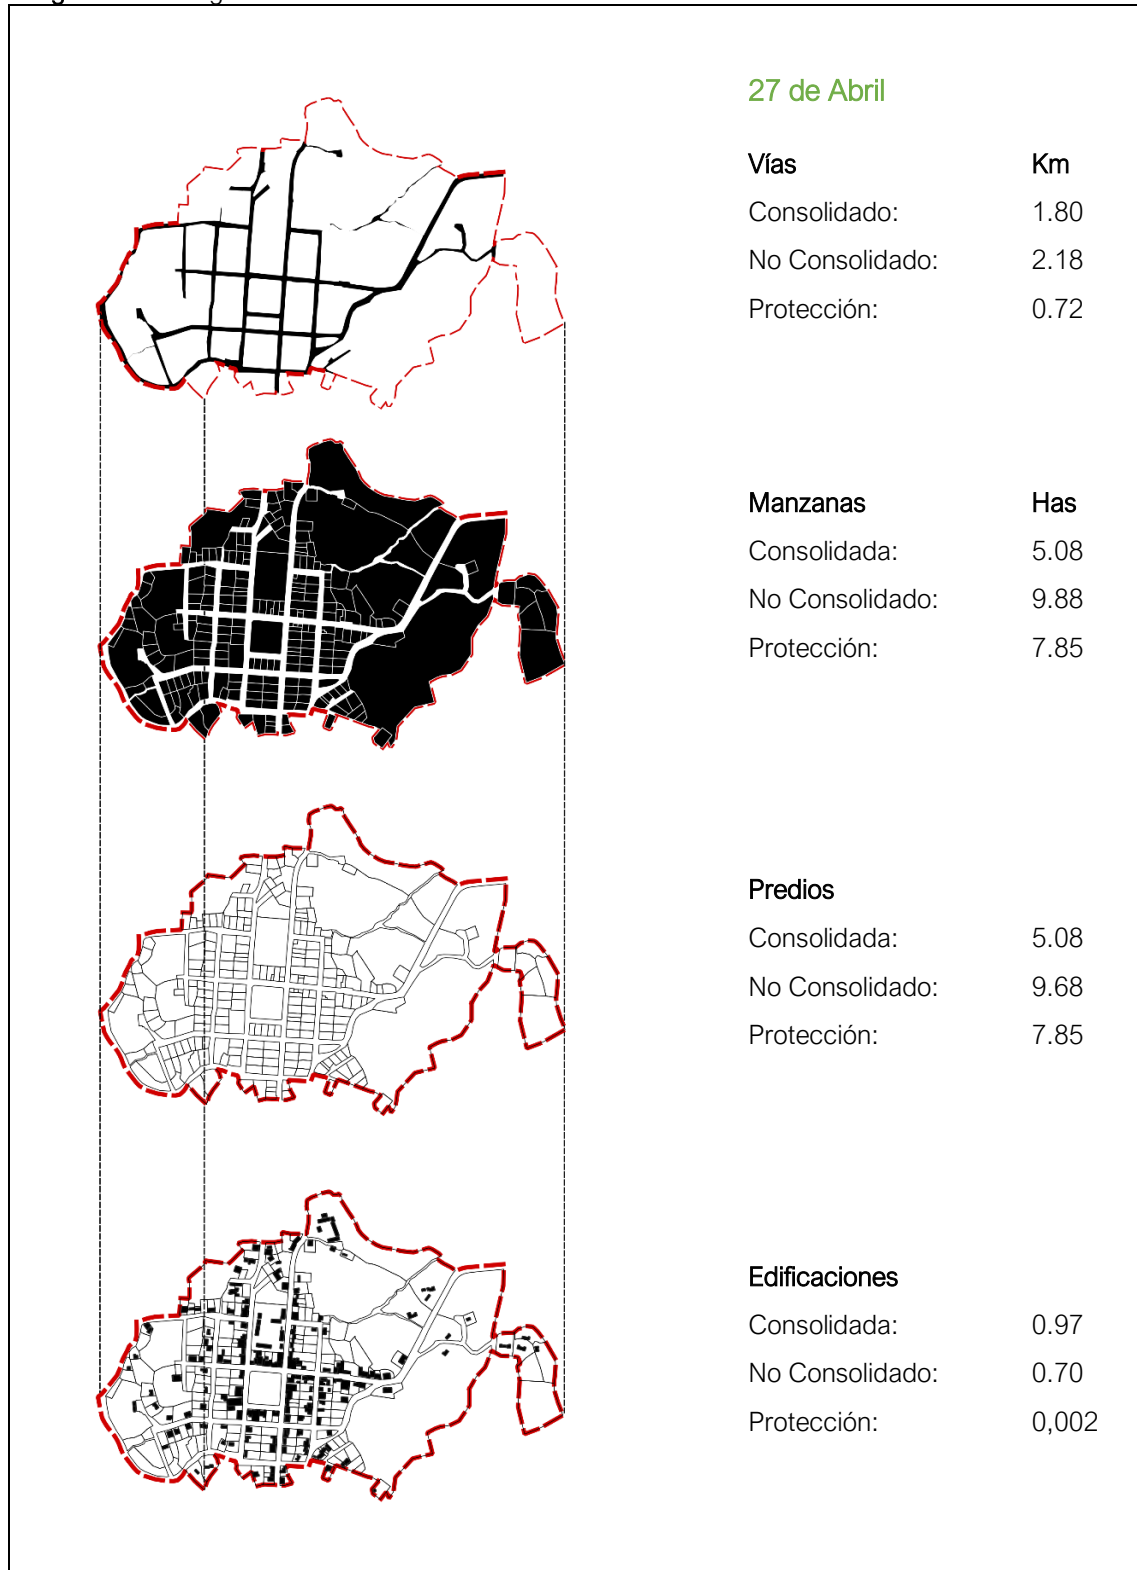 27 de Abril
Vías Km
Consolidado: 1.80
No Consolidado: 2.18
Protección: 0.72
Manzanas Has
Consolidada: 5.08
No Consolidado: 9.88
Protección: 7.85
Predios
Consolidada: 5.08
No Consolidado: 9.68
Protección: 7.85
Edificaciones
Consolidada: 0.97
No Consolidado: 0.70
Protección: 0,002